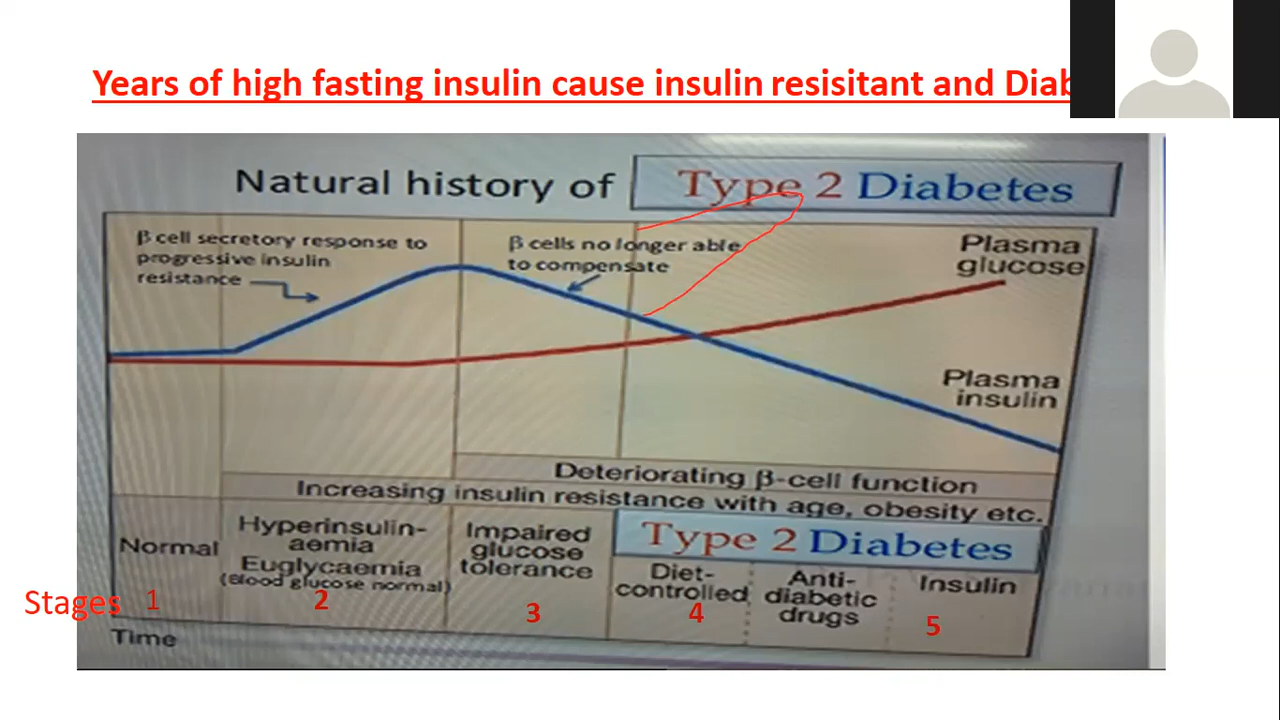 Years of high fasting insulin cause insulin resisitant and Diab
Natural history of Type 2 Diabetes
β cell secretory response to
progressive insulin
resistance
β cells no longer able
to compensate
Plasma
glucose
Plasma
insulin
Deteriorating β-cell function
Increasing insulin resistance with age, obesity etc.
Normal
Hyperinsulin-
aemia
Euglycaemia
(Blood glucose normal)
Impaired
glucose
tolerance
Type 2 Diabetes
Diet-
controlled
Anti-
diabetic
drugs
Insulin
Stages 1 2 3 4 5
Time